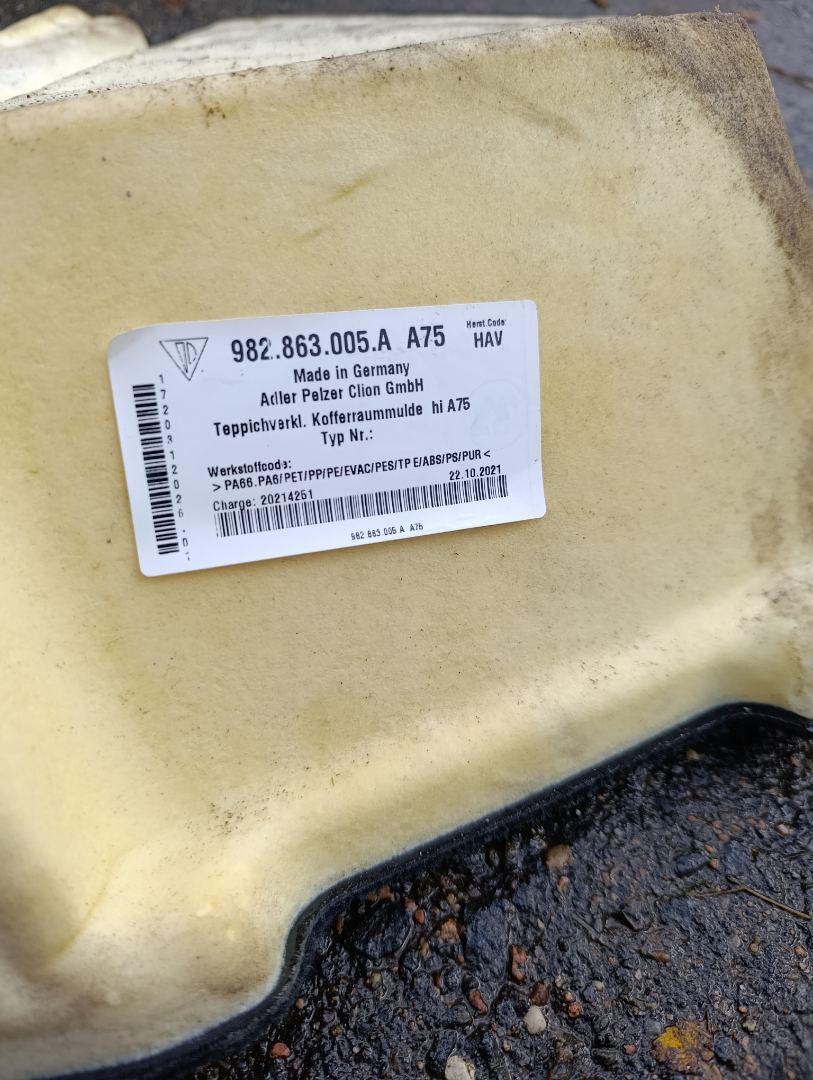 982.863.005.A A75
Herst.Code:
HAV
Made in Germany
Adler Pelzer Clion GmbH
Teppichverkl. Kofferraummulde hi A75
Typ Nr.:
Werkstoffcode:
> PA66.PA6/PET/PP/PE/EVAC/PES/TPE/ABS/PS/PUR <
22.10.2021
Charge: 20214251
982.863.005.A A75